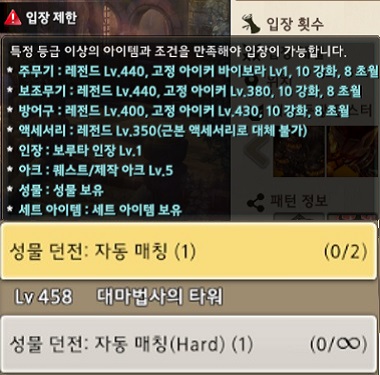 입장 제한
입장 횟수
특정 등급 이상의 아이템과 조건을 만족해야 입장이 가능합니다.
* 주무기 : 레전드 Lv.440, 고정 아이커 바이보라 Lv1, 10 강화, 8 초월
* 보조무기 : 레전드 Lv.440, 고정 아이커 Lv.380, 10 강화, 8 초월
* 방어구 : 레전드 Lv.400, 고정 아이커 Lv.430, 10 강화, 8 초월
스터
* 액세서리 : 레전드 Lv.350(근본 액세서리로 대체 불가)
* 인장 : 보루타 인장 Lv.1
* 아크 : 퀘스트/제작 아크 Lv.5
* 성물 : 성물 보유
패턴 정보
* 세트 아이템 : 세트 아이템 보유
성물 던전: 자동 매칭 (1) (0/2)
Lv 458 대마법사의 타워
성물 던전: 자동 매칭(Hard) (1) (0/∞)